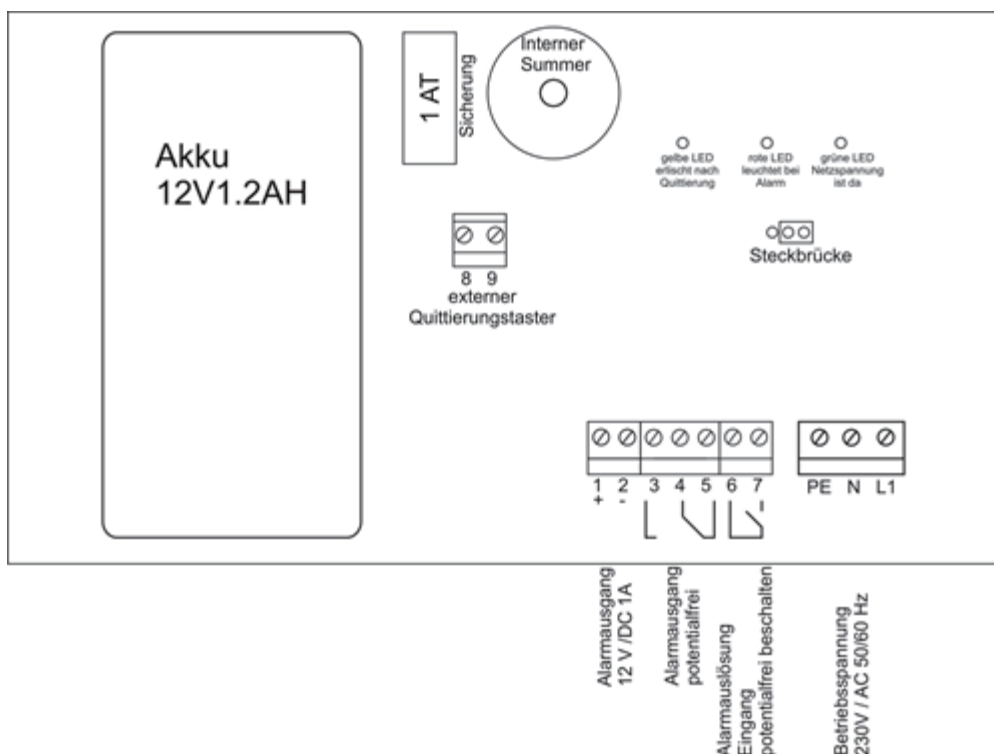 Akku
12V1.2AH
1 AT
Sicherung
Interner
Summer
gelbe LED
erlischt nach
Quittierung
rote LED
leuchtet bei
Alarm
grüne LED
Netzspannung
ist da
Steckbrücke
8 9
externer
Quittierungstaster
1 2 3 4 5 6 7
+ -
PE N L1
Alarmausgang
12 V /DC 1A
Alarmausgang
potentialfrei
Alarmauslösung
Eingang
potentialfrei beschalten
Betriebsspannung
230V / AC 50/60 Hz